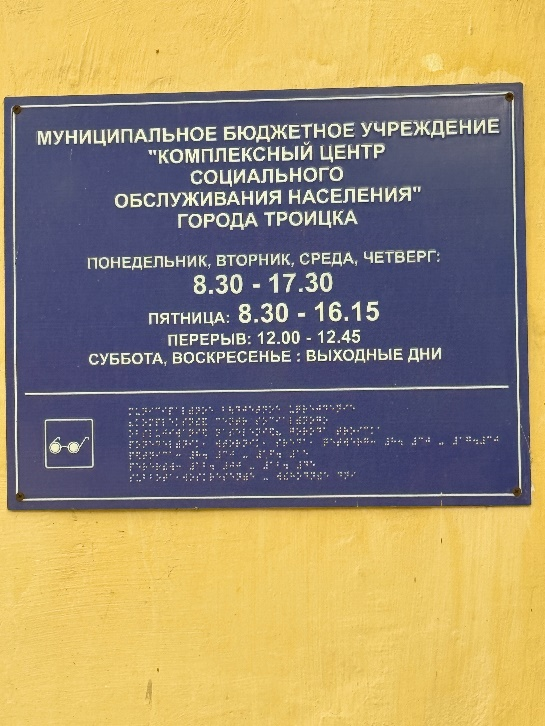 МУНИЦИПАЛЬНОЕ БЮДЖЕТНОЕ УЧРЕЖДЕНИЕ
"КОМПЛЕКСНЫЙ ЦЕНТР
СОЦИАЛЬНОГО
ОБСЛУЖИВАНИЯ НАСЕЛЕНИЯ"
ГОРОДА ТРОИЦКА
ПОНЕДЕЛЬНИК, ВТОРНИК, СРЕДА, ЧЕТВЕРГ:
8.30 - 17.30
ПЯТНИЦА: 8.30 - 16.15
ПЕРЕРЫВ: 12.00 - 12.45
СУББОТА, ВОСКРЕСЕНЬЕ : ВЫХОДНЫЕ ДНИ